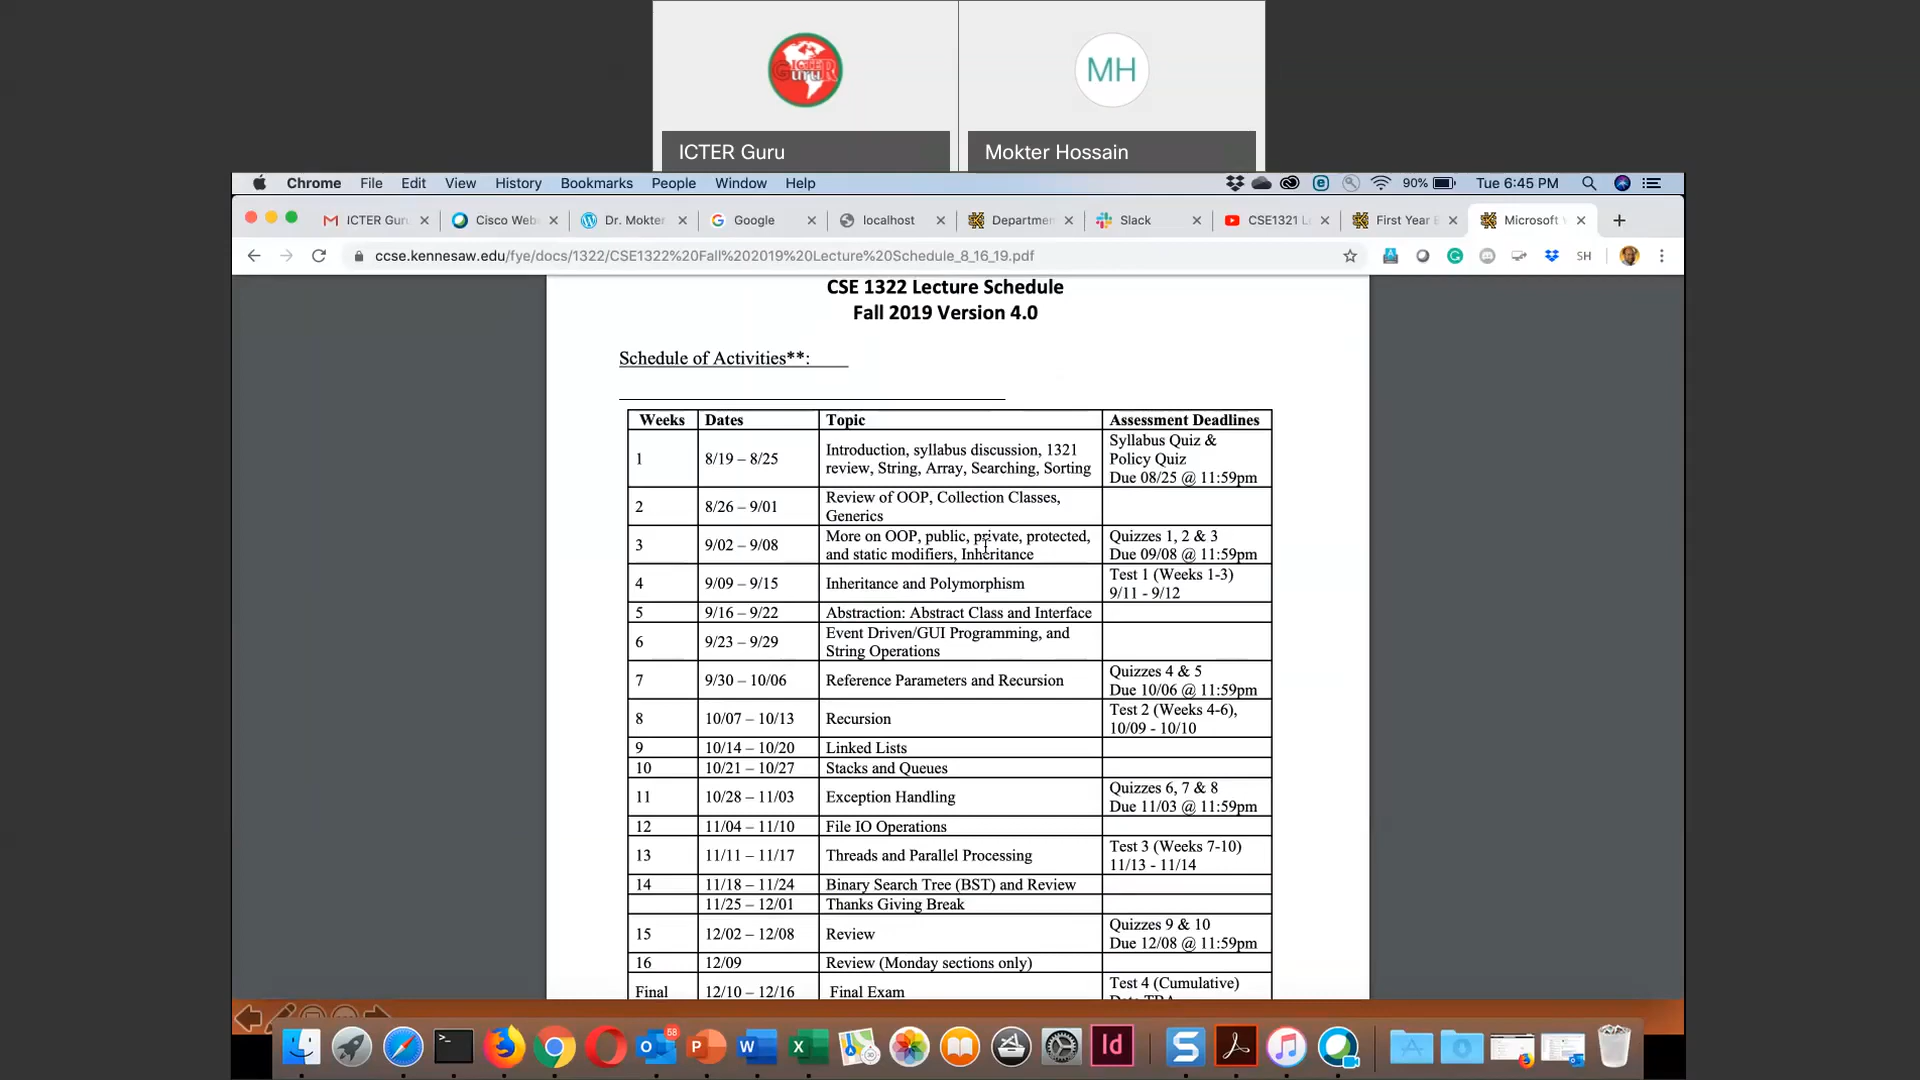 MH
ICTER Guru
Mokter Hossain
Chrome File Edit View History Bookmarks People Window Help 90% Tue 6:45 PM
ICTER Guru Cisco Web Dr. Mokter Google localhost Departmen Slack CSE1321 L First Year E Microsoft
ccse.kennesaw.edu/fye/docs/1322/CSE1322%20Fall%202019%20Lecture%20Schedule_8_16_19.pdf SH
CSE 1322 Lecture Schedule
Fall 2019 Version 4.0
Schedule of Activities**:
Weeks Dates Topic Assessment Deadlines
1 8/19 – 8/25 Introduction, syllabus discussion, 1321 review, String, Array, Searching, Sorting Syllabus Quiz & Policy Quiz Due 08/25 @ 11:59pm
2 8/26 – 9/01 Review of OOP, Collection Classes, Generics
3 9/02 – 9/08 More on OOP, public, private, protected, and static modifiers, Inheritance Quizzes 1, 2 & 3 Due 09/08 @ 11:59pm
4 9/09 – 9/15 Inheritance and Polymorphism Test 1 (Weeks 1-3) 9/11 - 9/12
5 9/16 – 9/22 Abstraction: Abstract Class and Interface
6 9/23 – 9/29 Event Driven/GUI Programming, and String Operations
7 9/30 – 10/06 Reference Parameters and Recursion Quizzes 4 & 5 Due 10/06 @ 11:59pm
8 10/07 – 10/13 Recursion Test 2 (Weeks 4-6), 10/09 - 10/10
9 10/14 – 10/20 Linked Lists
10 10/21 – 10/27 Stacks and Queues
11 10/28 – 11/03 Exception Handling Quizzes 6, 7 & 8 Due 11/03 @ 11:59pm
12 11/04 – 11/10 File IO Operations
13 11/11 – 11/17 Threads and Parallel Processing Test 3 (Weeks 7-10) 11/13 - 11/14
14 11/18 – 11/24 Binary Search Tree (BST) and Review
11/25 – 12/01 Thanks Giving Break
15 12/02 – 12/08 Review Quizzes 9 & 10 Due 12/08 @ 11:59pm
16 12/09 Review (Monday sections only)
Final 12/10 – 12/16 Final Exam Test 4 (Cumulative)
58
Id